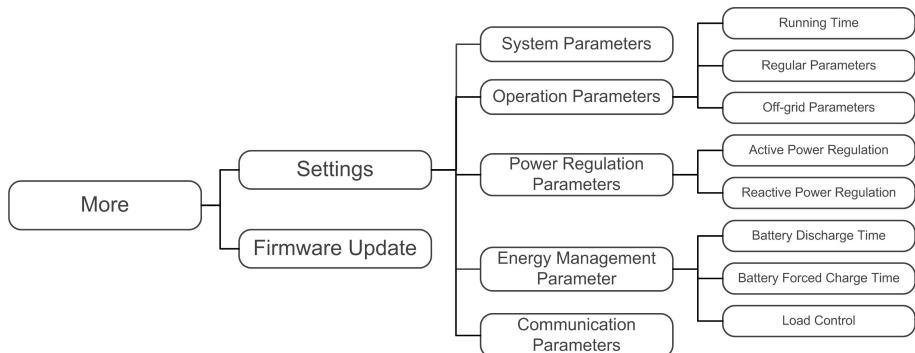 More
Settings
Firmware Update
System Parameters
Operation Parameters
Power Regulation
Parameters
Energy Management
Parameter
Communication
Parameters
Running Time
Regular Parameters
Off-grid Parameters
Active Power Regulation
Reactive Power Regulation
Battery Discharge Time
Battery Forced Charge Time
Load Control